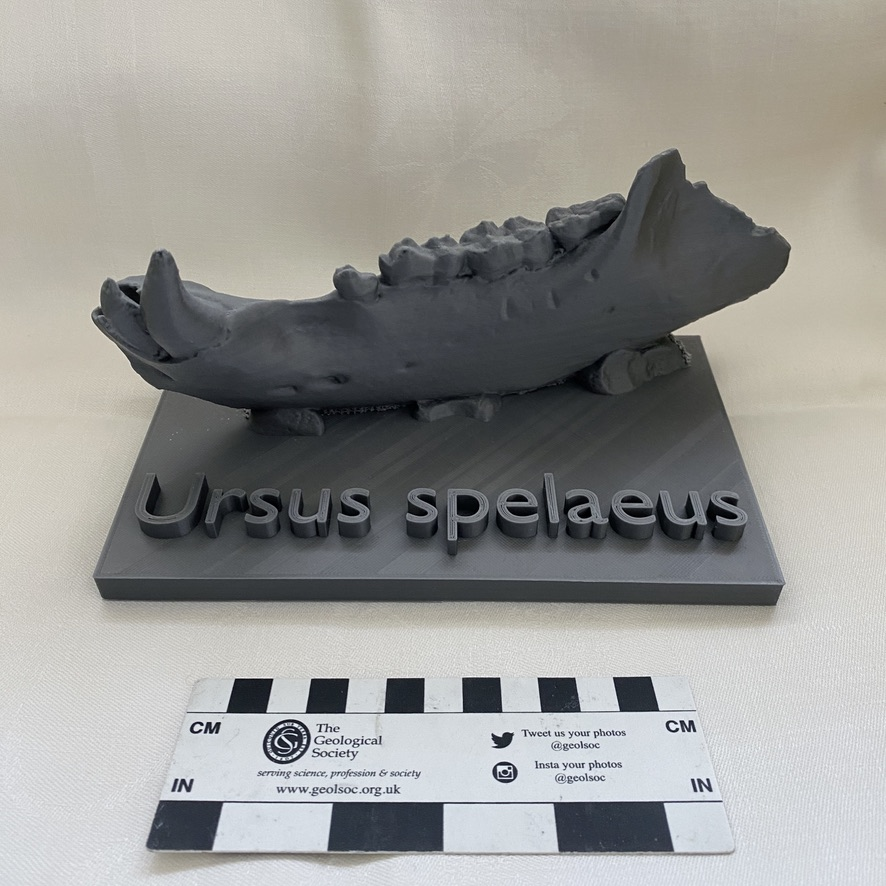 Ursus spelaeus
CM
CM
The
Geological
Society
serving science, profession & society
www.geolsoc.org.uk
Tweet us your photos
@geolsoc
Insta your photos
@geolsoc
IN
IN